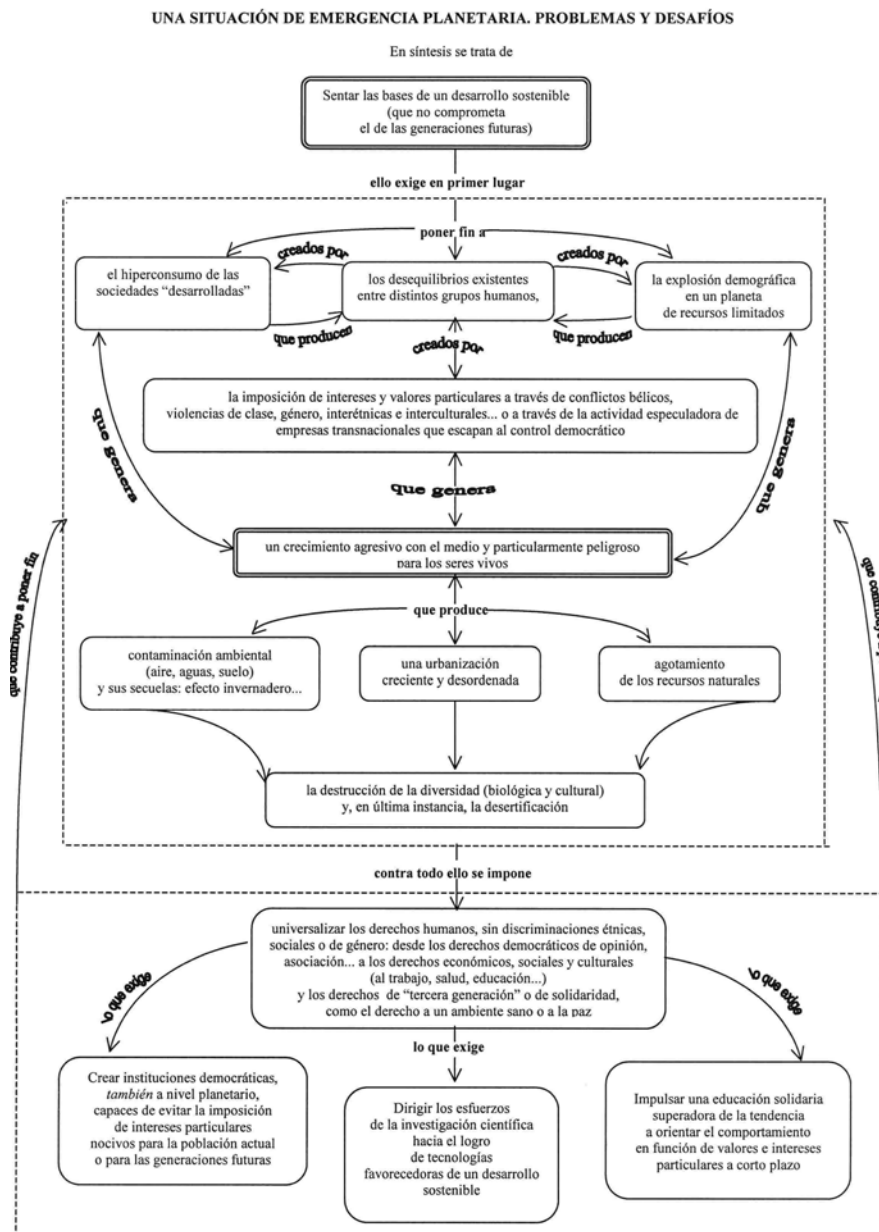 UNA SITUACIÓN DE EMERGENCIA PLANETARIA. PROBLEMAS Y DESAFÍOS
En síntesis se trata de
Sentar las bases de un desarrollo sostenible
(que no comprometa
el de las generaciones futuras)
ello exige en primer lugar
poner fin a
creados por
creados por
el hiperconsumo de las
sociedades “desarrolladas”
los desequilibrios existentes
entre distintos grupos humanos,
la explosión demográfica
en un planeta
de recursos limitados
que producen
creados por
que producen
la imposición de intereses y valores particulares a través de conflictos bélicos,
violencias de clase, género, interétnicas e interculturales... o a través de la actividad especuladora de
empresas transnacionales que escapan al control democrático
que genera
que genera
que genera
un crecimiento agresivo con el medio y particularmente peligroso
para los seres vivos
que contribuye a poner fin
que produce
contaminación ambiental
(aire, aguas, suelo)
y sus secuelas: efecto invernadero...
una urbanización
creciente y desordenada
agotamiento
de los recursos naturales
la destrucción de la diversidad (biológica y cultural)
y, en última instancia, la desertificación
contra todo ello se impone
universalizar los derechos humanos, sin discriminaciones étnicas,
sociales o de género: desde los derechos democráticos de opinión,
asociación... a los derechos económicos, sociales y culturales
(al trabajo, salud, educación...)
y los derechos de “tercera generación” o de solidaridad,
como el derecho a un ambiente sano o a la paz
lo que exige
lo que exige
lo que exige
Crear instituciones democráticas,
también a nivel planetario,
capaces de evitar la imposición
de intereses particulares
nocivos para la población actual
o para las generaciones futuras
Dirigir los esfuerzos
de la investigación científica
hacia el logro
de tecnologías
favorecedoras de un desarrollo
sostenible
Impulsar una educación solidaria
superadora de la tendencia
a orientar el comportamiento
en función de valores e intereses
particulares a corto plazo